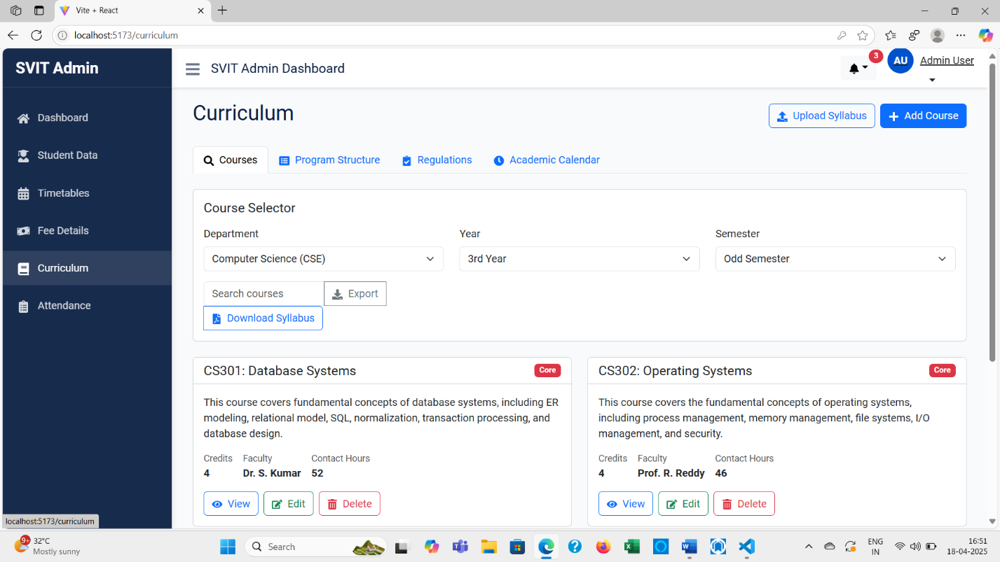 Vite + React
localhost:5173/curriculum
SVIT Admin
SVIT Admin Dashboard
3
AU
Admin User
Dashboard
Student Data
Timetables
Fee Details
Curriculum
Attendance
Curriculum
Upload Syllabus
Add Course
Courses
Program Structure
Regulations
Academic Calendar
Course Selector
Department
Year
Semester
Computer Science (CSE)
3rd Year
Odd Semester
Search courses
Export
Download Syllabus
CS301: Database Systems
Core
This course covers fundamental concepts of database systems, including ER
modeling, relational model, SQL, normalization, transaction processing, and
database design.
Credits Faculty Contact Hours
4 Dr. S. Kumar 52
View Edit Delete
CS302: Operating Systems
Core
This course covers the fundamental concepts of operating systems,
including process management, memory management, file systems, I/O
management, and security.
Credits Faculty Contact Hours
4 Prof. R. Reddy 46
View Edit Delete
localhost:5173/curriculum
9+
32°C
Mostly sunny
Search
ENG
IN
16:51
18-04-2025